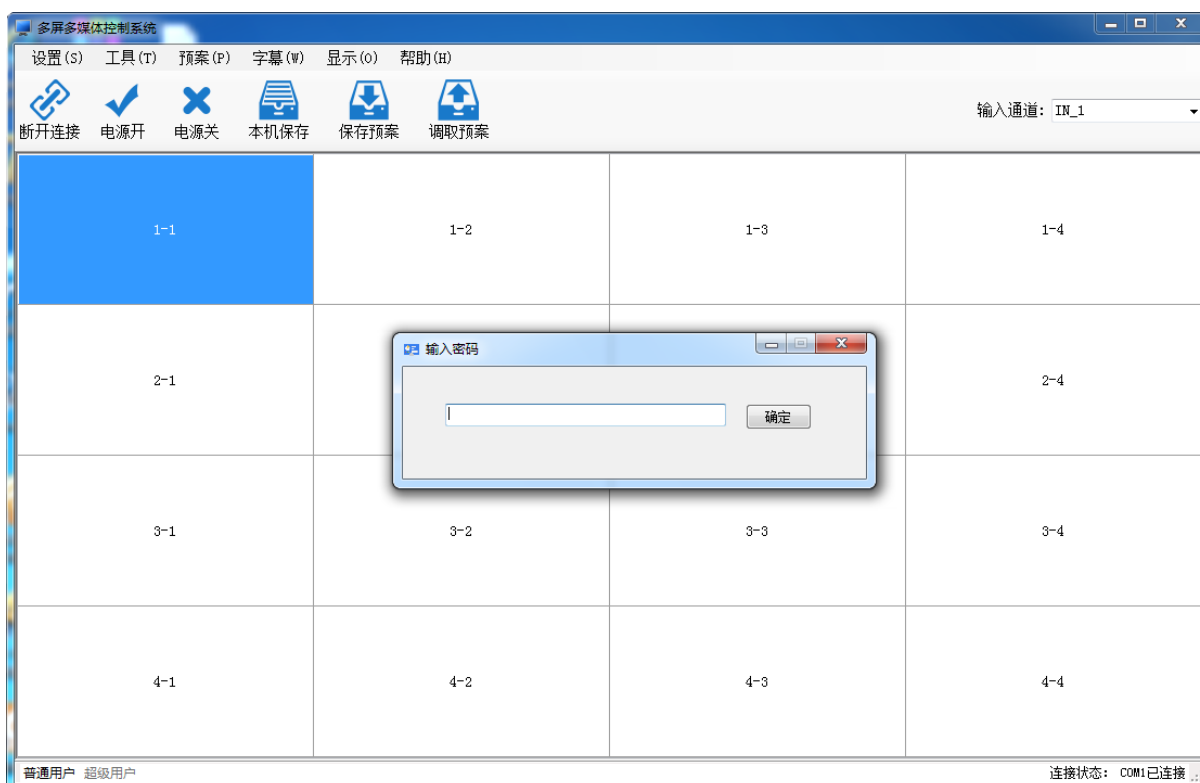 多屏多媒体控制系统
设置(S) 工具(T) 预案(P) 字幕(W) 显示(O) 帮助(H)
断开连接 电源开 电源关 本机保存 保存预案 调取预案
输入通道: IN_1
1-1 1-2 1-3 1-4
输入密码
2-1 2-4
确定
3-1 3-2 3-3 3-4
4-1 4-2 4-3 4-4
普通用户 超级用户 连接状态: COM1已连接